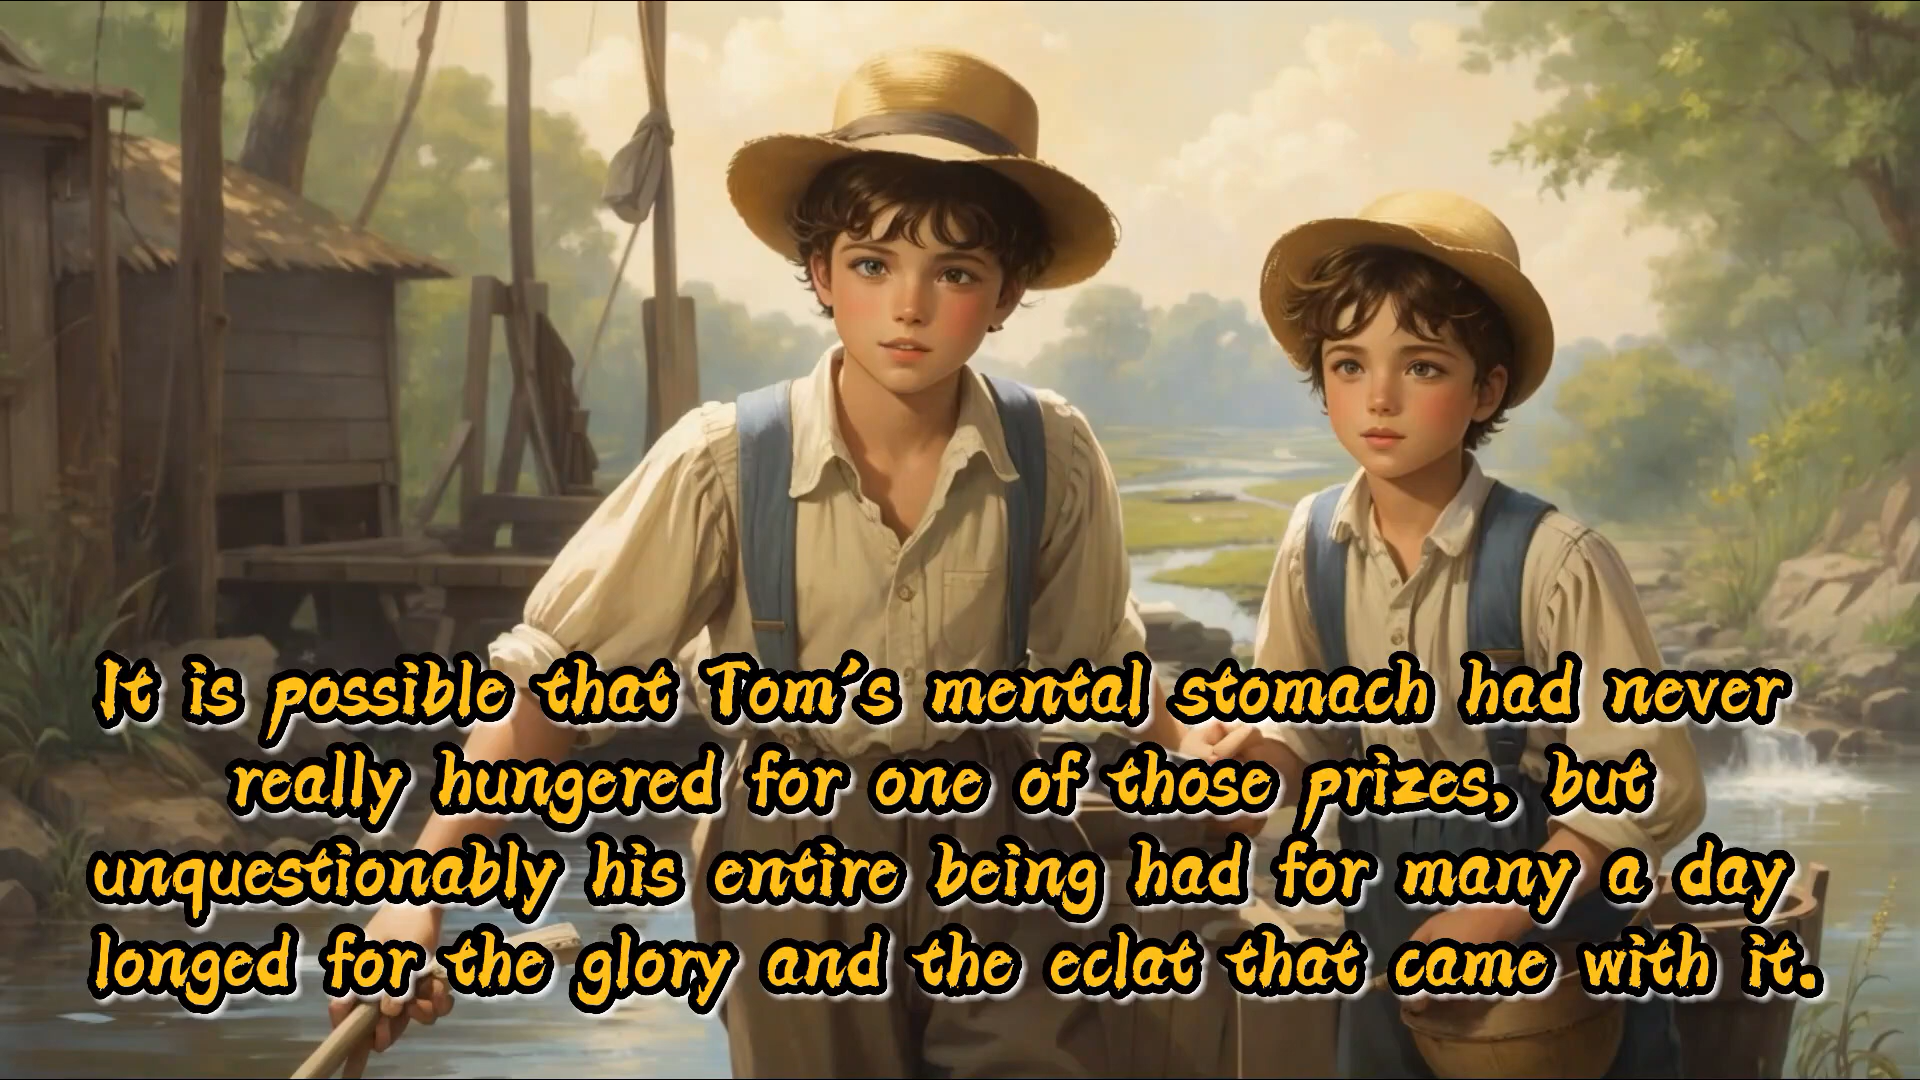 It is possible that Tom's mental stomach had never
really hungered for one of those prizes, but
unquestionably his entire being had for many a day
longed for the glory and the eclat that came with it.